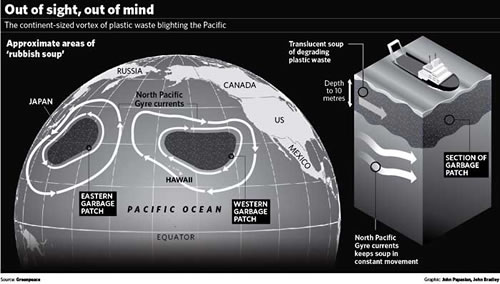 Out of sight, out of mind
The continent-sized vortex of plastic waste blighting the Pacific
Approximate areas of
'rubbish soup'
RUSSIA
North Pacific
Gyre currents
CANADA
JAPAN
US
MEXICO
HAWAII
EASTERN
GARBAGE
PATCH
WESTERN
GARBAGE
PATCH
PACIFIC OCEAN
EQUATOR
Translucent soup
of degrading
plastic waste
Depth
to 10
metres
SECTION OF
GARBAGE
PATCH
North Pacific
Gyre currents
keeps soup in
constant movement
Source: Greenpeace
Graphic: John Papasian, John Bradley